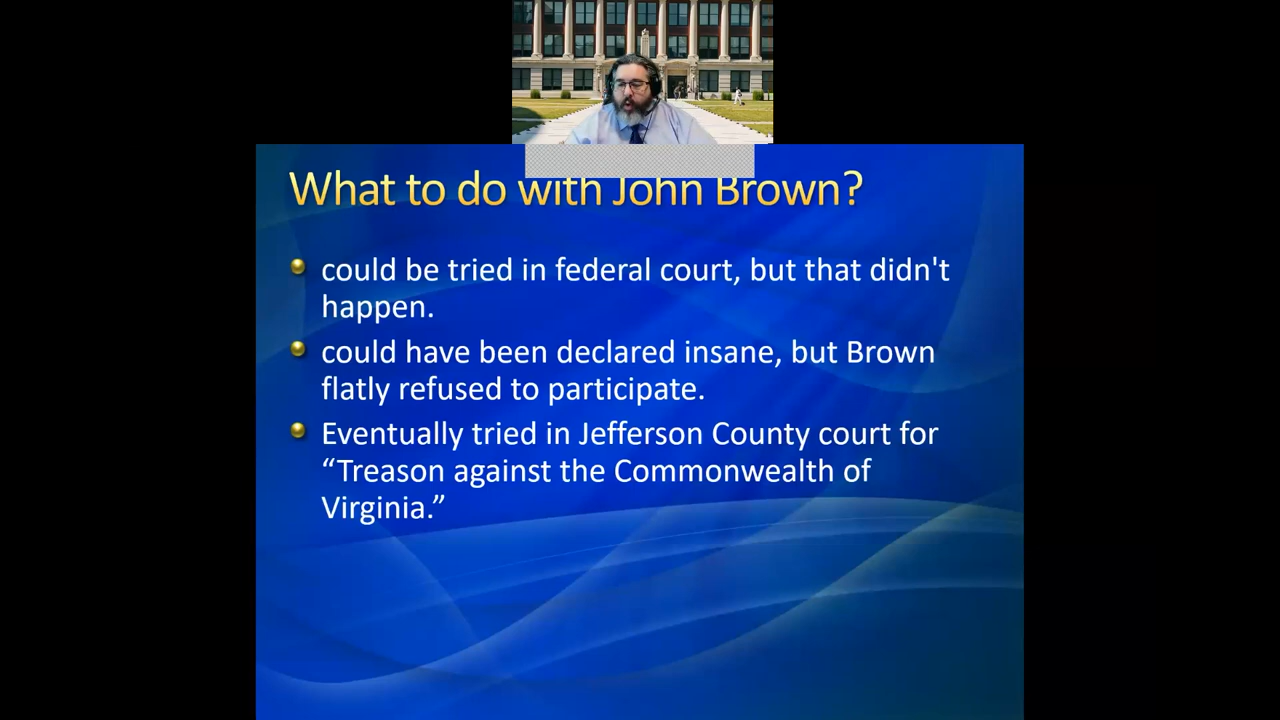 What to do with John Brown?
could be tried in federal court, but that didn't
happen.
could have been declared insane, but Brown
flatly refused to participate.
Eventually tried in Jefferson County court for
“Treason against the Commonwealth of
Virginia.”